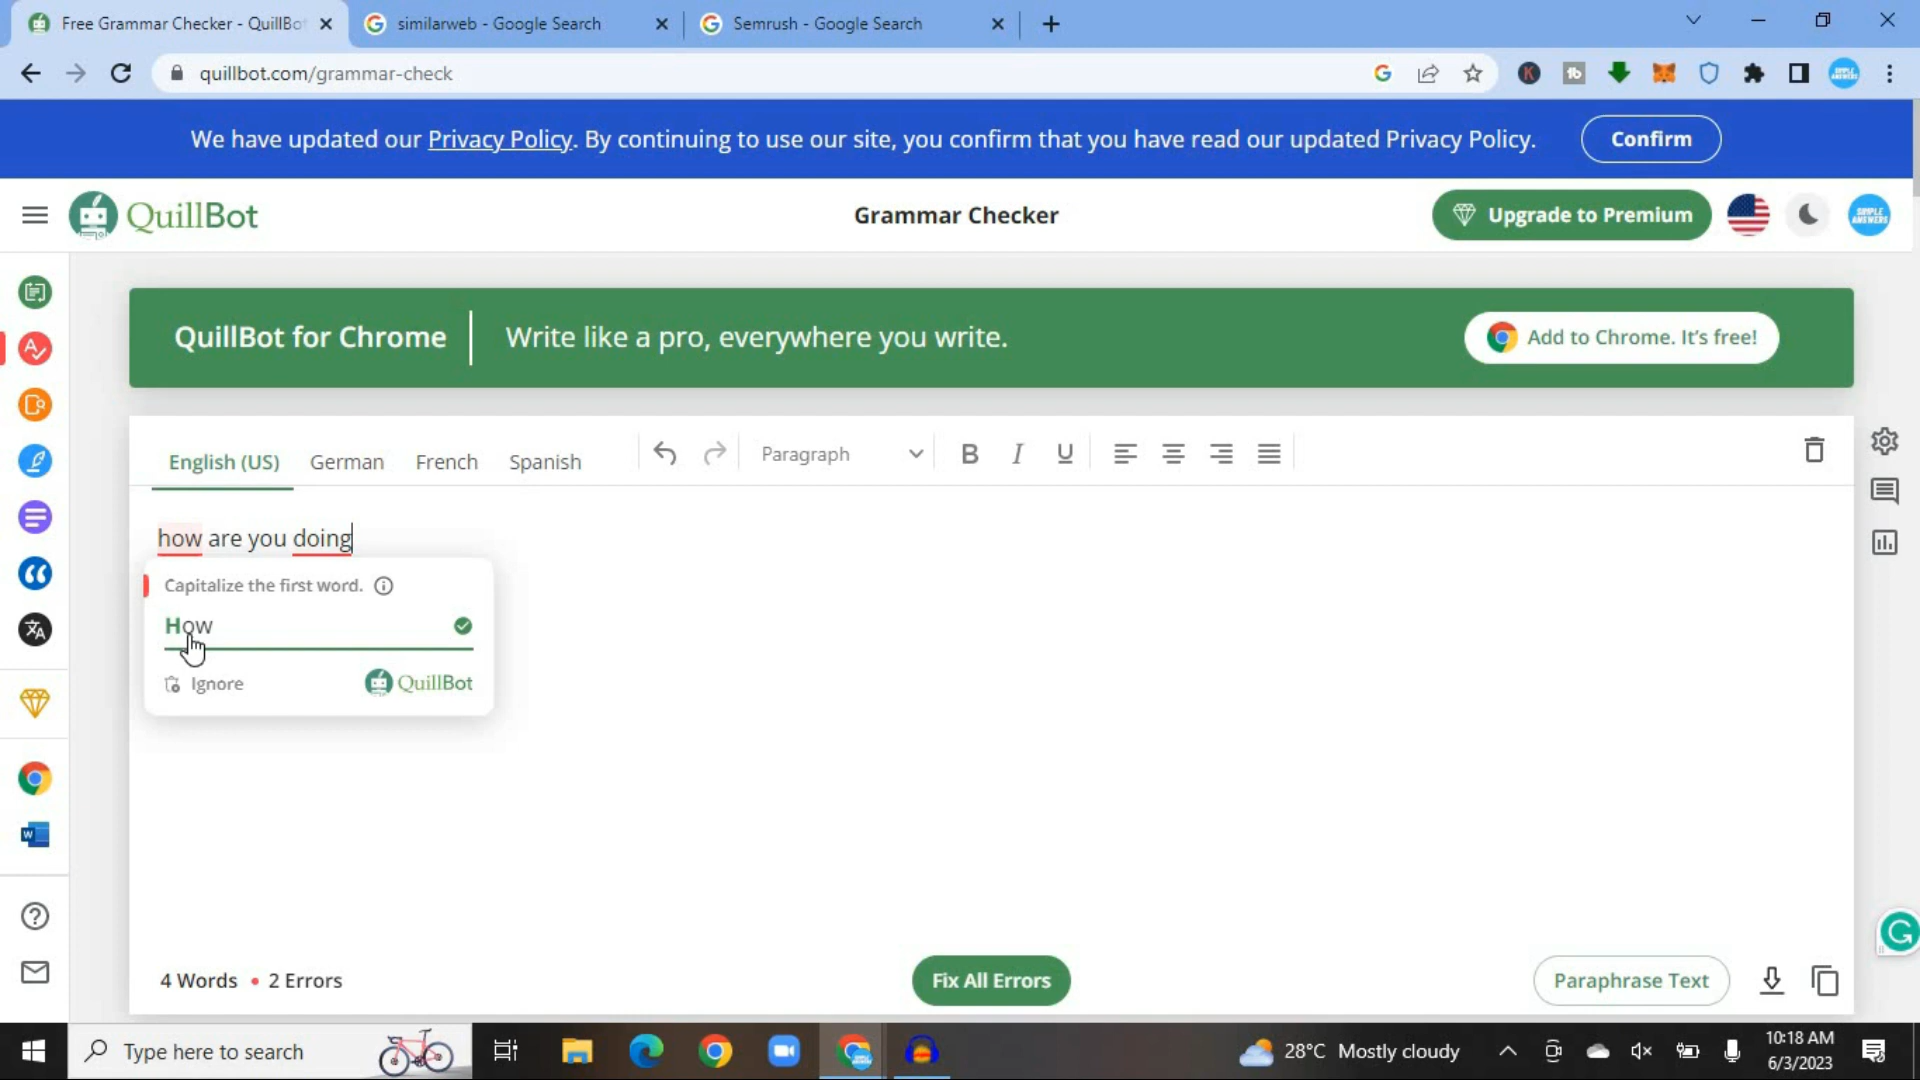 Free Grammar Checker - QuillBot
similarweb - Google Search
Semrush - Google Search
quillbot.com/grammar-check
We have updated our Privacy Policy. By continuing to use our site, you confirm that you have read our updated Privacy Policy.
Confirm
QuillBot
Grammar Checker
Upgrade to Premium
SIMPLE ANSWERS
QuillBot for Chrome
Write like a pro, everywhere you write.
Add to Chrome. It's free!
English (US) German French Spanish
Paragraph
B I U
how are you doing
Capitalize the first word.
How
Ignore
QuillBot
4 Words • 2 Errors
Fix All Errors
Paraphrase Text
Type here to search
28°C Mostly cloudy
10:18 AM
6/3/2023